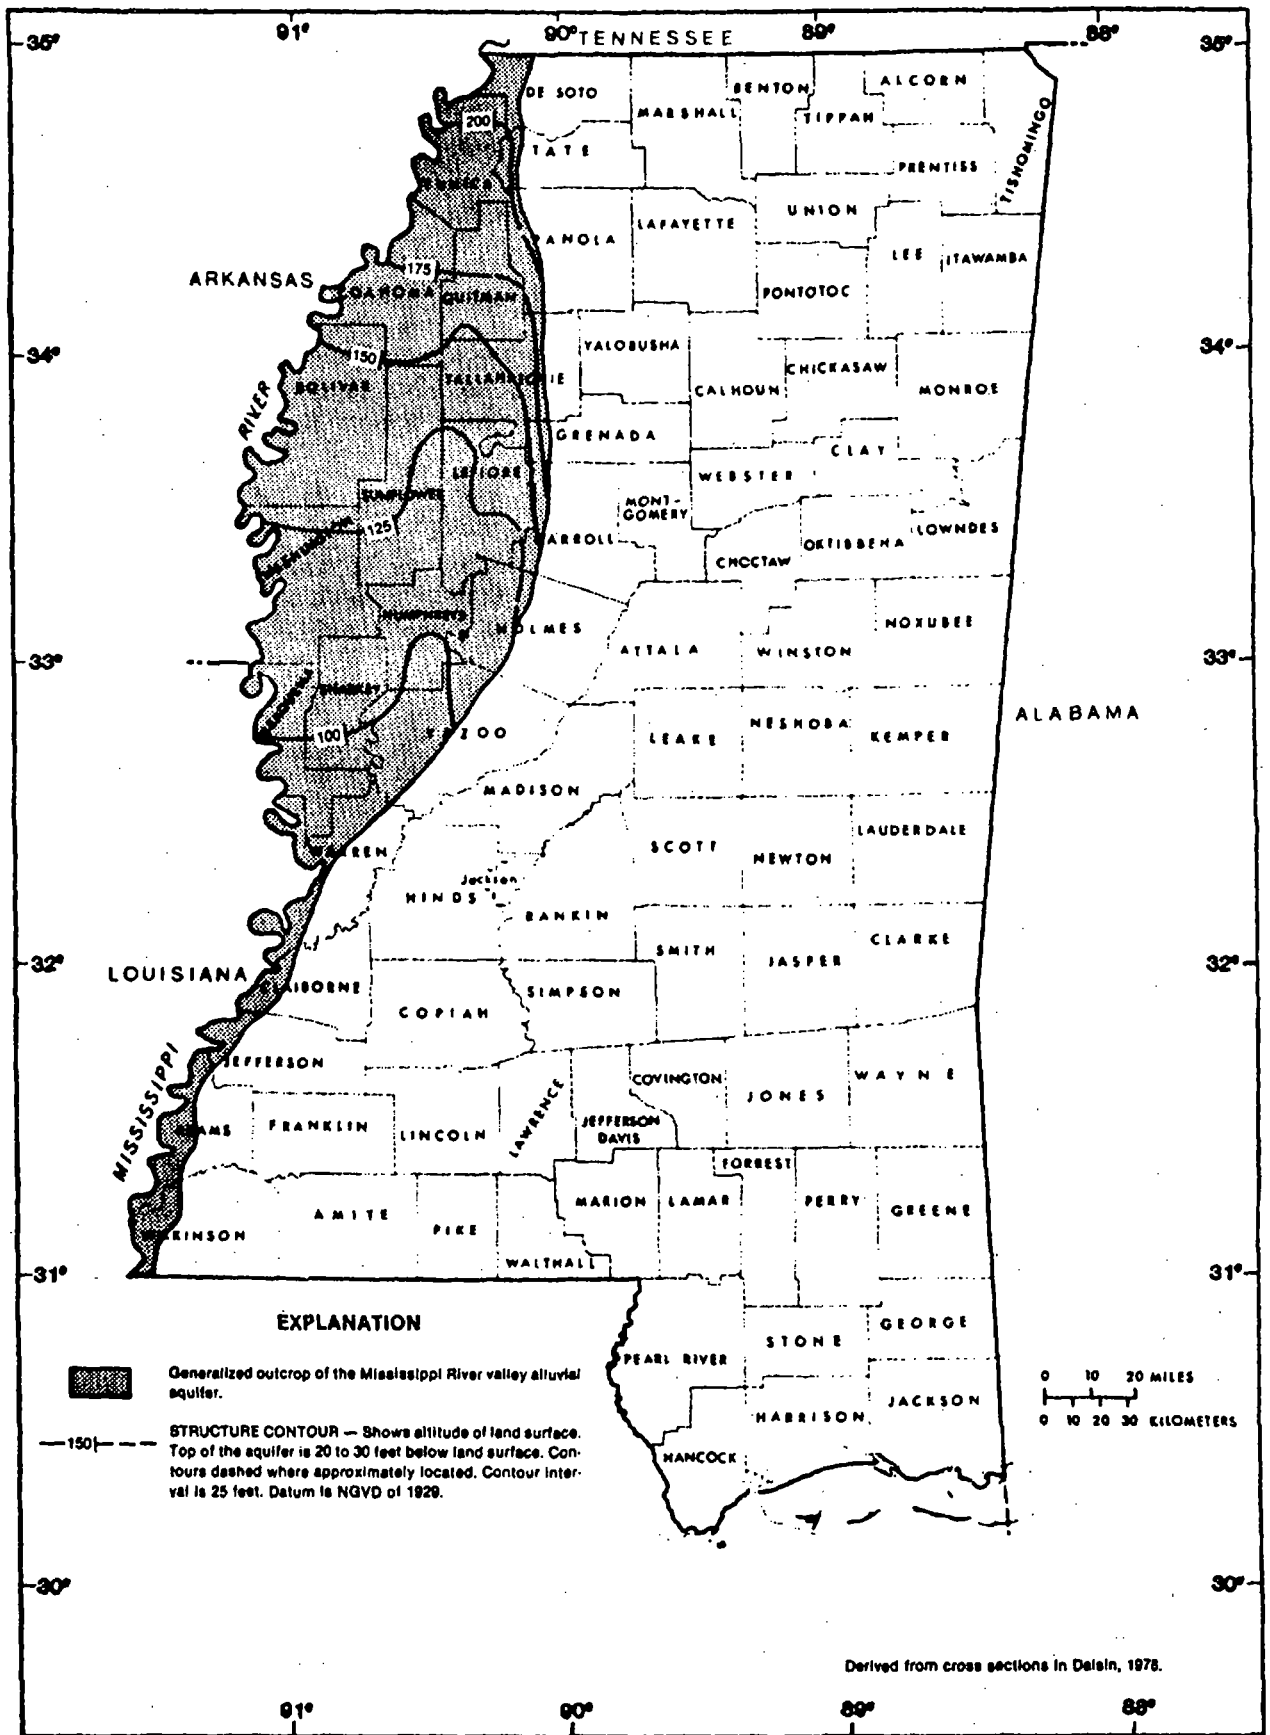 91° 90° 89° 88°
35° TENNESSEE 35°
DE SOTO
BENTON
ALCORN
MARSHALL
TIPPAH
200
TATE
PRENTISS
TISHOMINGO
TUNICA
UNION
LAFAYETTE
PANOLA
LEE
ITAWAMBA
ARKANSAS
175
COAHOMA
QUITMAN
PONTOTOC
34° 34°
150
YALOBUSHA
CHICKASAW
BOLIVAR
TALLAHATCHIE
CALHOUN
MONROE
RIVER
GRENADA
CLAY
LEFLORE
WEBSTER
SUNFLOWER
MONT-
GOMERY
125
WASHINGTON
CARROLL
OKTIBBEHA
LOWNDES
CHOCTAW
HUMPHREYS
HOLMES
NOXUBEE
ATTALA
WINSTON
33° 33°
SHARKEY
ISSAQUENA
ALABAMA
100
YAZOO
LEAKE
NESHOBA
KEMPER
MADISON
WARREN
SCOTT
NEWTON
LAUDERDALE
Jackson
HINDS
RANKIN
SMITH
JASPER
CLARKE
32° 32°
LOUISIANA
CLAIBORNE
COPIAH
SIMPSON
MISSISSIPPI
JEFFERSON
COVINGTON
JONES
WAYNE
LAWRENCE
ADAMS
FRANKLIN
LINCOLN
JEFFERSON
DAVIS
FORREST
MARION
LAMAR
PERRY
GREENE
AMITE
PIKE
WILKINSON
WALTHALL
31° 31°
EXPLANATION
GEORGE
STONE
PEARL RIVER
Generalized outcrop of the Mississippi River valley alluvial
aquifer.
0 10 20 MILES
0 10 20 30 KILOMETERS
JACKSON
HARRISON
HANCOCK
150
STRUCTURE CONTOUR — Shows altitude of land surface.
Top of the aquifer is 20 to 30 feet below land surface. Con-
tours dashed where approximately located. Contour inter-
val is 25 feet. Datum is NGVD of 1929.
30° 30°
Derived from cross sections in Dalsin, 1978.
91° 90° 89° 88°